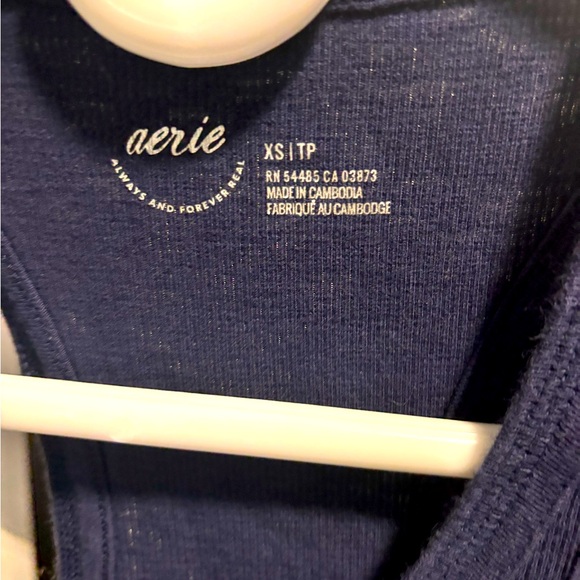 aerie
ALWAYS AND FOREVER REAL
XS | TP
RN 54485 CA 03873
MADE IN CAMBODIA
FABRIQUÉ AU CAMBODGE